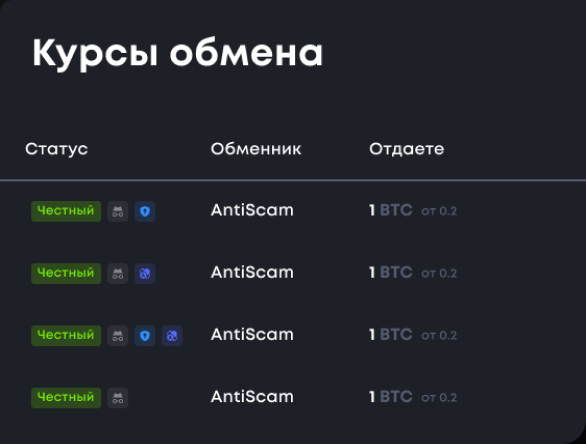 Курсы обмена
Статус Обменник Отдаете
Честный AntiScam 1 BTC от 0.2
Честный AntiScam 1 BTC от 0.2
Честный AntiScam 1 BTC от 0.2
Честный AntiScam 1 BTC от 0.2